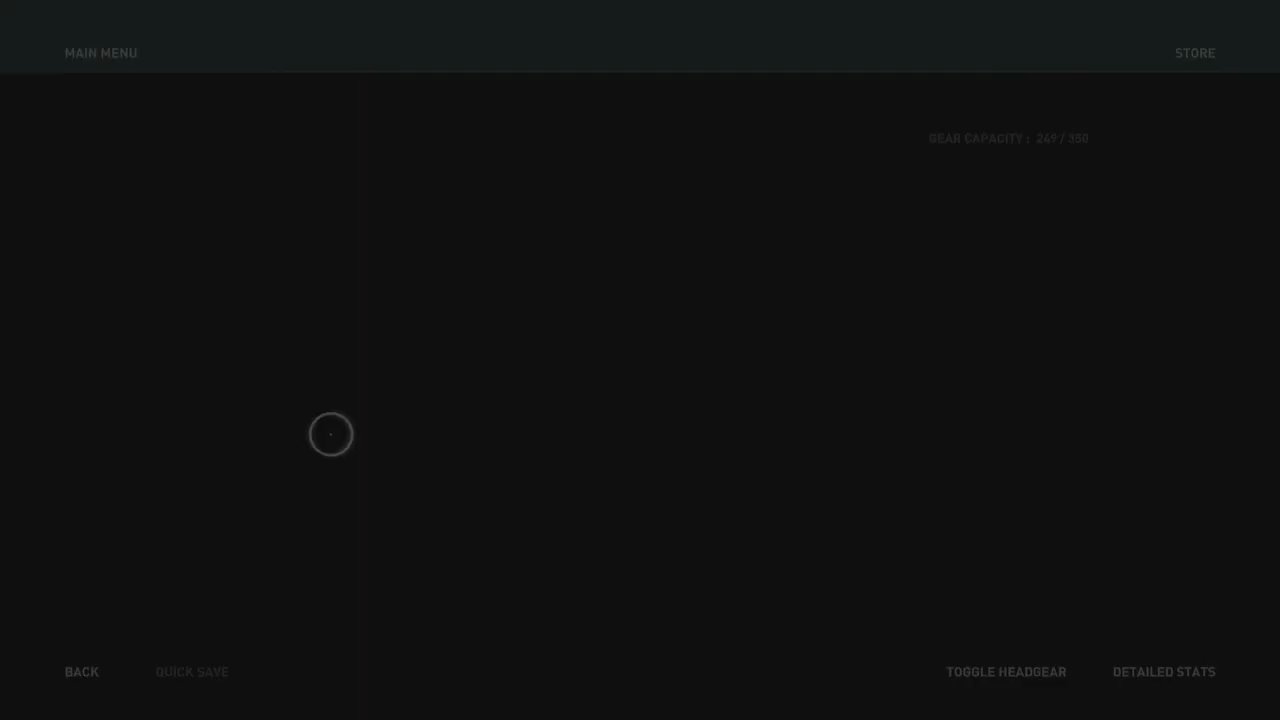 MAIN MENU
STORE
GEAR CAPACITY : 249 / 350
BACK
QUICK SAVE
TOGGLE HEADGEAR
DETAILED STATS